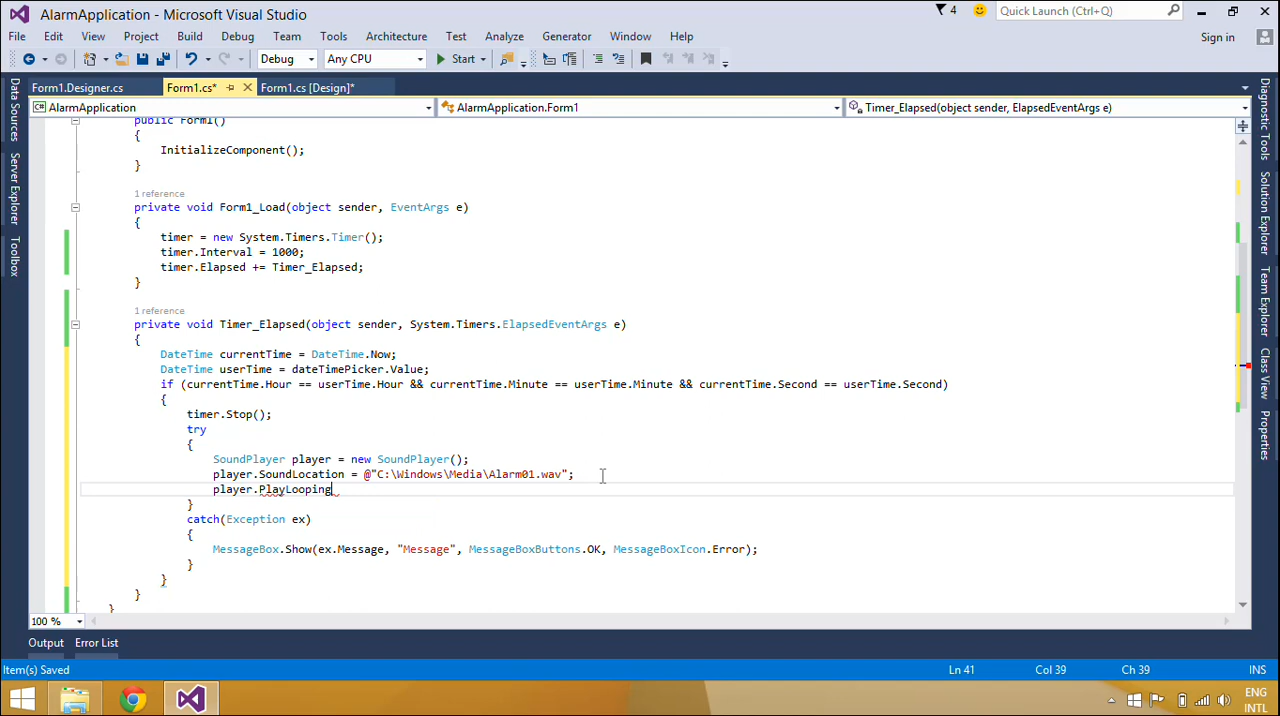 AlarmApplication - Microsoft Visual Studio
4
Quick Launch (Ctrl+Q)
File Edit View Project Build Debug Team Tools Architecture Test Analyze Generator Window Help
Sign in
Debug Any CPU Start
Form1.Designer.cs Form1.cs* Form1.cs [Design]*
AlarmApplication AlarmApplication.Form1 Timer_Elapsed(object sender, ElapsedEventArgs e)
Data Sources
Server Explorer
Toolbox
public Form1()
{
InitializeComponent();
}
1 reference
private void Form1_Load(object sender, EventArgs e)
{
timer = new System.Timers.Timer();
timer.Interval = 1000;
timer.Elapsed += Timer_Elapsed;
}
1 reference
private void Timer_Elapsed(object sender, System.Timers.ElapsedEventArgs e)
{
DateTime currentTime = DateTime.Now;
DateTime userTime = dateTimePicker.Value;
if (currentTime.Hour == userTime.Hour && currentTime.Minute == userTime.Minute && currentTime.Second == userTime.Second)
{
timer.Stop();
try
{
SoundPlayer player = new SoundPlayer();
player.SoundLocation = @"C:\Windows\Media\Alarm01.wav";
player.PlayLooping
}
catch(Exception ex)
{
MessageBox.Show(ex.Message, "Message", MessageBoxButtons.OK, MessageBoxIcon.Error);
}
}
}
}
Diagnostic Tools
Solution Explorer
Team Explorer
Class View
Properties
100 %
Output Error List
Item(s) Saved Ln 41 Col 39 Ch 39 INS
ENG
INTL